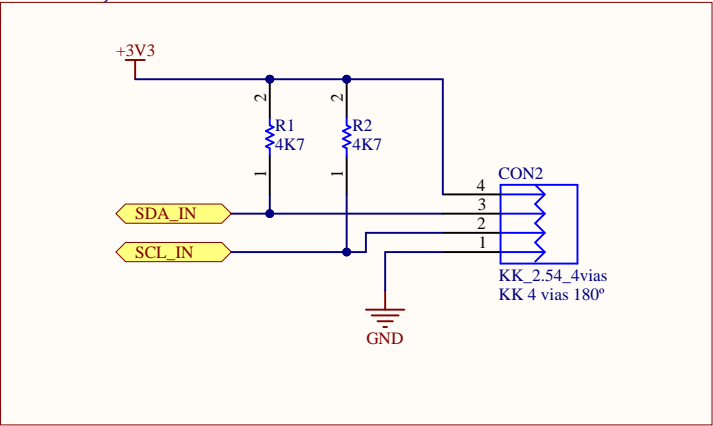 +3V3
2
2
R1
4K7
R2
4K7
1
1
CON2
4
3
2
1
SDA_IN
SCL_IN
KK_2.54_4vias
KK 4 vias 180º
GND